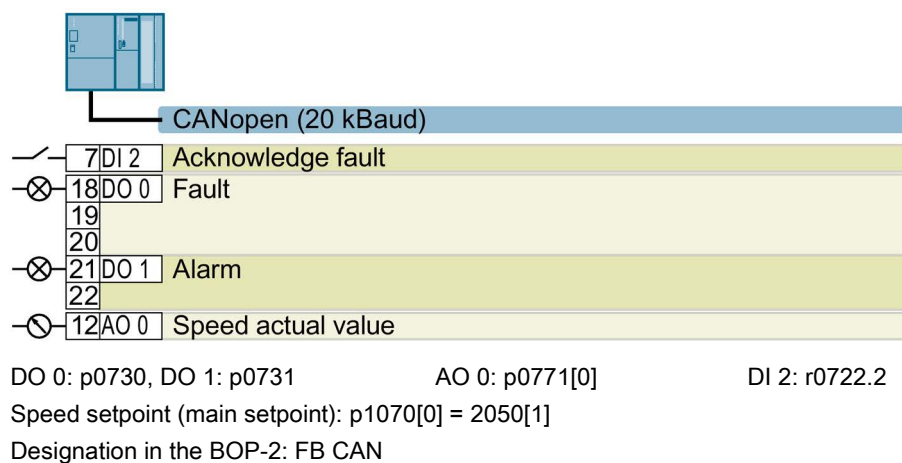 CANopen (20 kBaud)
7 DI 2 Acknowledge fault
18 DO 0 Fault
19
20
21 DO 1 Alarm
22
12 AO 0 Speed actual value
DO 0: p0730, DO 1: p0731 AO 0: p0771[0] DI 2: r0722.2
Speed setpoint (main setpoint): p1070[0] = 2050[1]
Designation in the BOP-2: FB CAN